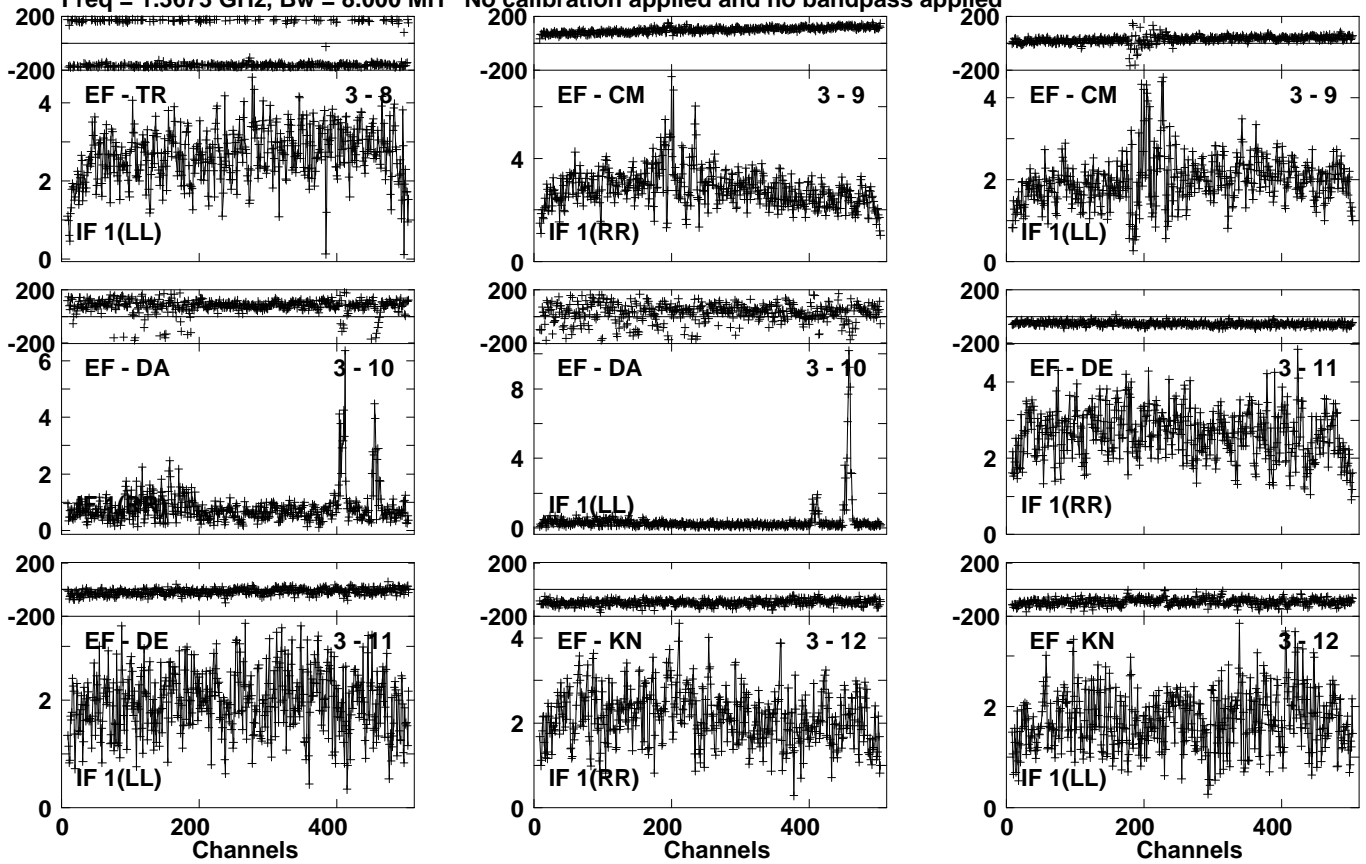 Freq = 1.3673 GHz, Bw = 8.000 MH No calibration applied and no bandpass applied
200
-200
4
2
0
EF - TR
3 - 8
IF 1(LL)
EF - CM
3 - 9
4
0
IF 1(RR)
200
-200
4
2
0
EF - CM
3 - 9
IF 1(LL)
200
-200
6
4
2
0
EF - DA
3 - 10
200
-200
8
4
0
EF - DA
3 - 10
IF 1(LL)
200
-200
4
2
0
EF - DE
3 - 11
IF 1(RR)
200
-200
2
0
EF - DE
3 - 11
IF 1(LL)
200
-200
4
2
0
EF - KN
3 - 12
IF 1(RR)
200
-200
2
0
EF - KN
3 - 12
IF 1(LL)
0 200 400
Channels
0 200 400
Channels
0 200 400
Channels